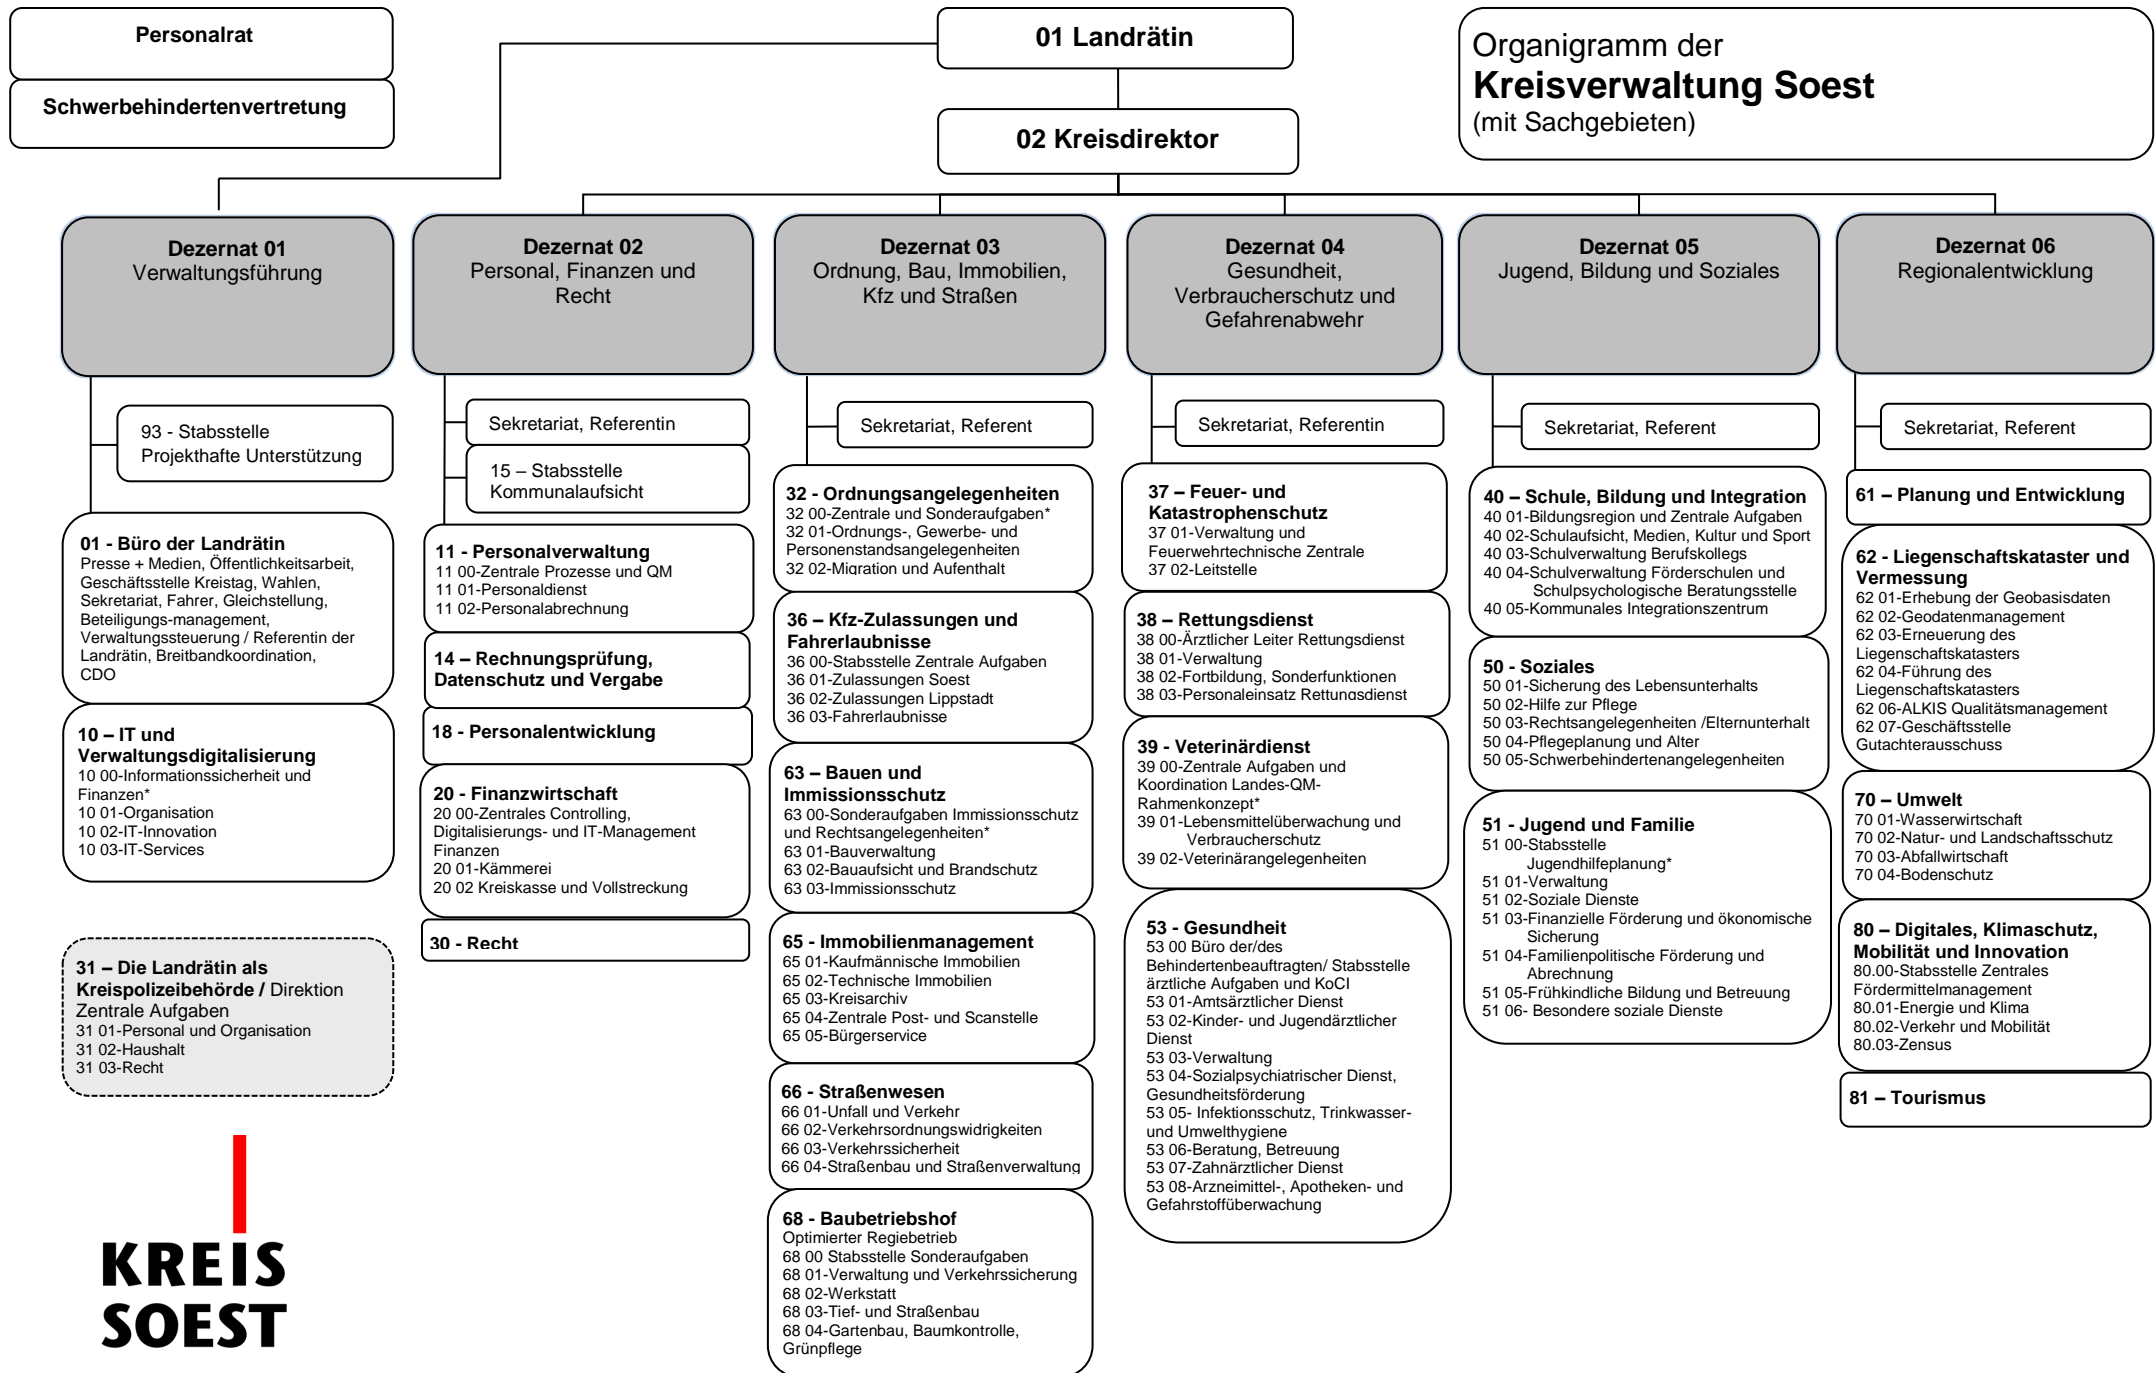 Personalrat
Schwerbehindertenvertretung
01 Landrätin
02 Kreisdirektor
Organigramm der
Kreisverwaltung Soest
(mit Sachgebieten)
Dezernat 01
Verwaltungsführung
93 - Stabsstelle
Projekthafte Unterstützung
01 - Büro der Landrätin
Presse + Medien, Öffentlichkeitsarbeit,
Geschäftsstelle Kreistag, Wahlen,
Sekretariat, Fahrer, Gleichstellung,
Beteiligungs-management,
Verwaltungssteuerung / Referentin der
Landrätin, Breitbandkoordination,
CDO
10 – IT und
Verwaltungsdigitalisierung
10 00-Informationssicherheit und
Finanzen*
10 01-Organisation
10 02-IT-Innovation
10 03-IT-Services
31 – Die Landrätin als
Kreispolizeibehörde / Direktion
Zentrale Aufgaben
31 01-Personal und Organisation
31 02-Haushalt
31 03-Recht
KREIS
SOEST
Dezernat 02
Personal, Finanzen und
Recht
Sekretariat, Referentin
15 – Stabsstelle
Kommunalaufsicht
11 - Personalverwaltung
11 00-Zentrale Prozesse und QM
11 01-Personaldienst
11 02-Personalabrechnung
14 – Rechnungsprüfung,
Datenschutz und Vergabe
18 - Personalentwicklung
20 - Finanzwirtschaft
20 00-Zentrales Controlling,
Digitalisierungs- und IT-Management
Finanzen
20 01-Kämmerei
20 02 Kreiskasse und Vollstreckung
30 - Recht
Dezernat 03
Ordnung, Bau, Immobilien,
Kfz und Straßen
Sekretariat, Referent
32 - Ordnungsangelegenheiten
32 00-Zentrale und Sonderaufgaben*
32 01-Ordnungs-, Gewerbe- und
Personenstandsangelegenheiten
32 02-Migration und Aufenthalt
36 – Kfz-Zulassungen und
Fahrerlaubnisse
36 00-Stabsstelle Zentrale Aufgaben
36 01-Zulassungen Soest
36 02-Zulassungen Lippstadt
36 03-Fahrerlaubnisse
63 – Bauen und
Immissionsschutz
63 00-Sonderaufgaben Immissionsschutz
und Rechtsangelegenheiten*
63 01-Bauverwaltung
63 02-Bauaufsicht und Brandschutz
63 03-Immissionsschutz
65 - Immobilienmanagement
65 01-Kaufmännische Immobilien
65 02-Technische Immobilien
65 03-Kreisarchiv
65 04-Zentrale Post- und Scanstelle
65 05-Bürgerservice
66 - Straßenwesen
66 01-Unfall und Verkehr
66 02-Verkehrsordnungswidrigkeiten
66 03-Verkehrssicherheit
66 04-Straßenbau und Straßenverwaltung
68 - Baubetriebshof
Optimierter Regiebetrieb
68 00 Stabsstelle Sonderaufgaben
68 01-Verwaltung und Verkehrssicherung
68 02-Werkstatt
68 03-Tief- und Straßenbau
68 04-Gartenbau, Baumkontrolle,
Grünpflege
Dezernat 04
Gesundheit,
Verbraucherschutz und
Gefahrenabwehr
Sekretariat, Referentin
37 – Feuer- und
Katastrophenschutz
37 01-Verwaltung und
Feuerwehrtechnische Zentrale
37 02-Leitstelle
38 – Rettungsdienst
38 00-Ärztlicher Leiter Rettungsdienst
38 01-Verwaltung
38 02-Fortbildung, Sonderfunktionen
38 03-Personaleinsatz Rettungsdienst
39 - Veterinärdienst
39 00-Zentrale Aufgaben und
Koordination Landes-QM-
Rahmenkonzept*
39 01-Lebensmittelüberwachung und
Verbraucherschutz
39 02-Veterinärangelegenheiten
53 - Gesundheit
53 00 Büro der/des
Behindertenbeauftragten/ Stabsstelle
ärztliche Aufgaben und KoCI
53 01-Amtsärztlicher Dienst
53 02-Kinder- und Jugendärztlicher
Dienst
53 03-Verwaltung
53 04-Sozialpsychiatrischer Dienst,
Gesundheitsförderung
53 05- Infektionsschutz, Trinkwasser-
und Umwelthygiene
53 06-Beratung, Betreuung
53 07-Zahnärztlicher Dienst
53 08-Arzneimittel-, Apotheken- und
Gefahrstoffüberwachung
Dezernat 05
Jugend, Bildung und Soziales
Sekretariat, Referent
40 – Schule, Bildung und Integration
40 01-Bildungsregion und Zentrale Aufgaben
40 02-Schulaufsicht, Medien, Kultur und Sport
40 03-Schulverwaltung Berufskollegs
40 04-Schulverwaltung Förderschulen und
Schulpsychologische Beratungsstelle
40 05-Kommunales Integrationszentrum
50 - Soziales
50 01-Sicherung des Lebensunterhalts
50 02-Hilfe zur Pflege
50 03-Rechtsangelegenheiten /Elternunterhalt
50 04-Pflegeplanung und Alter
50 05-Schwerbehindertenangelegenheiten
51 - Jugend und Familie
51 00-Stabsstelle
Jugendhilfeplanung*
51 01-Verwaltung
51 02-Soziale Dienste
51 03-Finanzielle Förderung und ökonomische
Sicherung
51 04-Familienpolitische Förderung und
Abrechnung
51 05-Frühkindliche Bildung und Betreuung
51 06- Besondere soziale Dienste
Dezernat 06
Regionalentwicklung
Sekretariat, Referent
61 – Planung und Entwicklung
62 - Liegenschaftskataster und
Vermessung
62 01-Erhebung der Geobasisdaten
62 02-Geodatenmanagement
62 03-Erneuerung des
Liegenschaftskatasters
62 04-Führung des
Liegenschaftskatasters
62 06-ALKIS Qualitätsmanagement
62 07-Geschäftsstelle
Gutachterausschuss
70 – Umwelt
70 01-Wasserwirtschaft
70 02-Natur- und Landschaftsschutz
70 03-Abfallwirtschaft
70 04-Bodenschutz
80 - Digitales, Klimaschutz,
Mobilität und Innovation
80.00-Stabsstelle Zentrales
Fördermittelmanagement
80.01-Energie und Klima
80.02-Verkehr und Mobilität
80.03-Zensus
81 – Tourismus